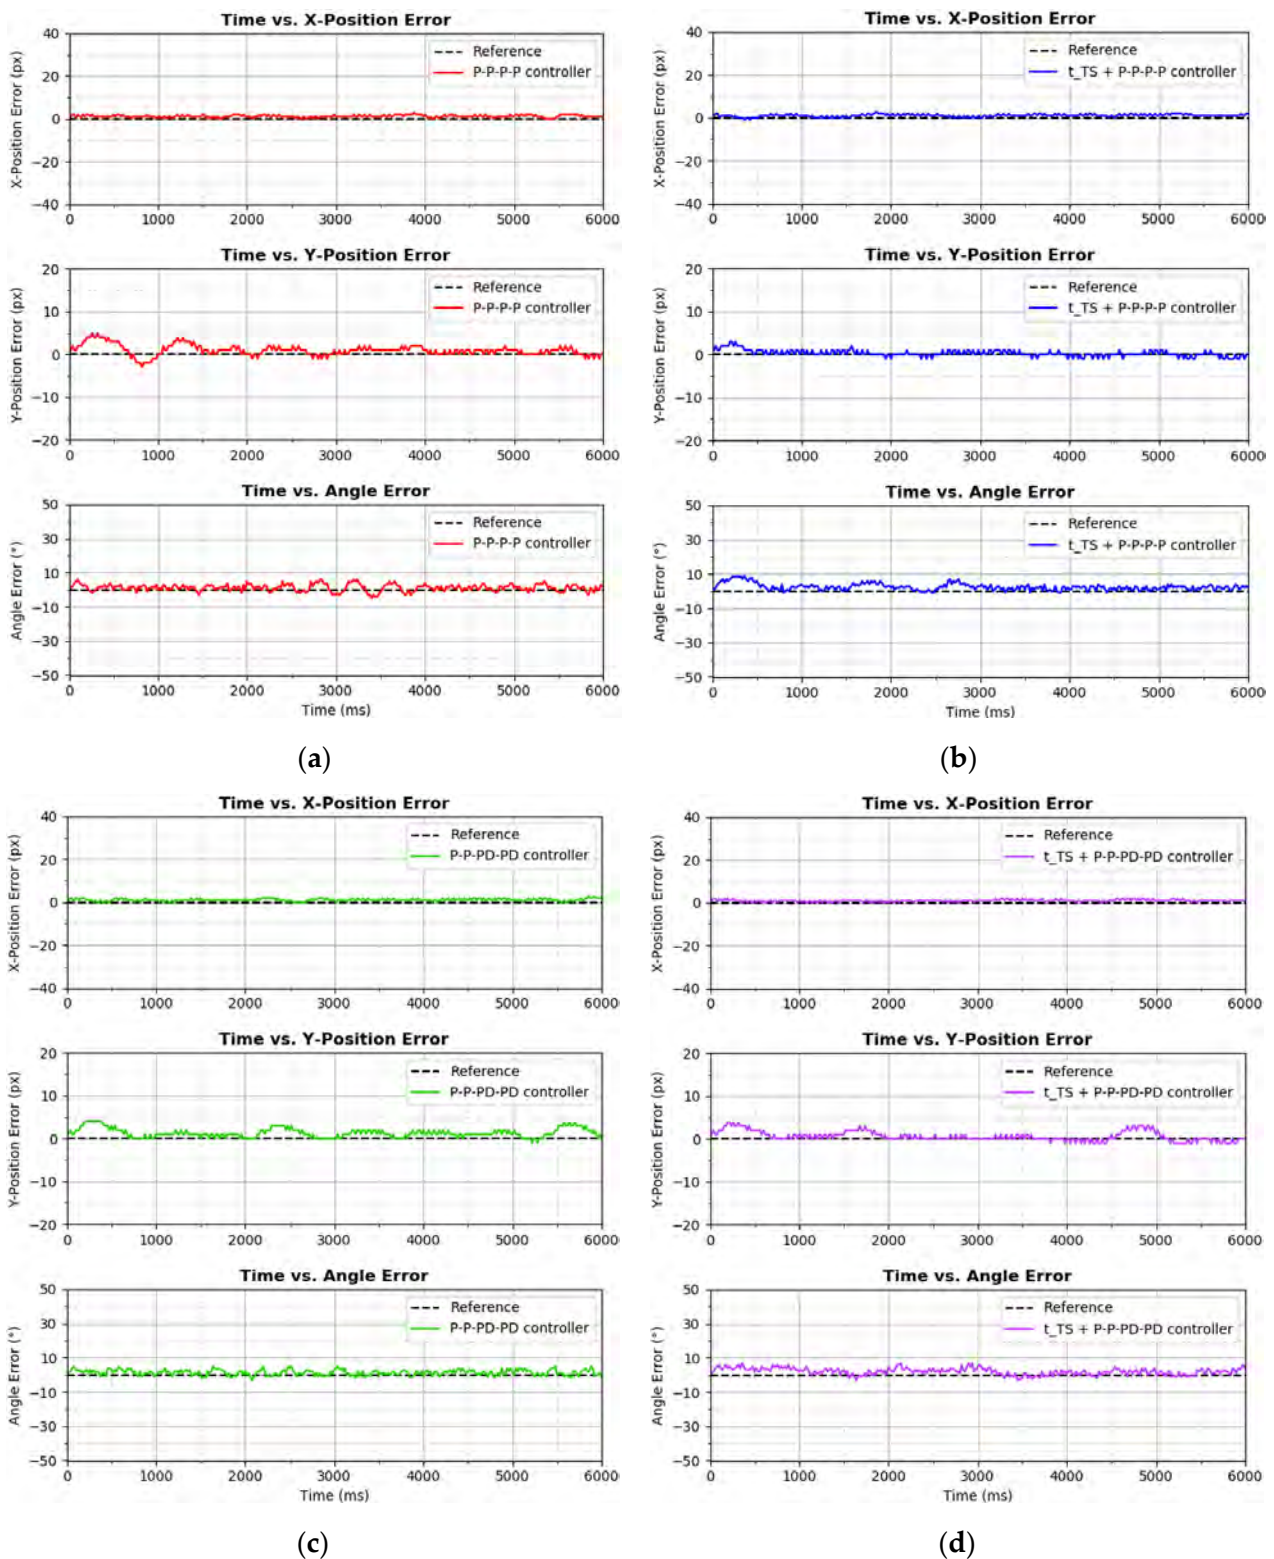 Time vs. X-Position Error
X-Position Error (px)
40
20
0
−20
−40
Reference
P-P-P-P controller
0 1000 2000 3000 4000 5000 6000
Time vs. Y-Position Error
Y-Position Error (px)
20
10
0
−10
−20
Reference
P-P-P-P controller
0 1000 2000 3000 4000 5000 6000
Time vs. Angle Error
Angle Error (°)
50
30
10
−10
−30
−50
Reference
P-P-P-P controller
0 1000 2000 3000 4000 5000 6000
Time (ms)
(a)
Time vs. X-Position Error
X-Position Error (px)
40
20
0
−20
−40
Reference
t_TS + P-P-P-P controller
0 1000 2000 3000 4000 5000 6000
Time vs. Y-Position Error
Y-Position Error (px)
20
10
0
−10
−20
Reference
t_TS + P-P-P-P controller
0 1000 2000 3000 4000 5000 6000
Time vs. Angle Error
Angle Error (°)
50
30
10
−10
−30
−50
Reference
t_TS + P-P-P-P controller
0 1000 2000 3000 4000 5000 6000
Time (ms)
(b)
Time vs. X-Position Error
X-Position Error (px)
40
20
0
−20
−40
Reference
P-P-PD-PD controller
0 1000 2000 3000 4000 5000 6000
Time vs. Y-Position Error
Y-Position Error (px)
20
10
0
−10
−20
Reference
P-P-PD-PD controller
0 1000 2000 3000 4000 5000 6000
Time vs. Angle Error
Angle Error (°)
50
30
10
−10
−30
−50
Reference
P-P-PD-PD controller
0 1000 2000 3000 4000 5000 6000
Time (ms)
(c)
Time vs. X-Position Error
X-Position Error (px)
40
20
0
−20
−40
Reference
t_TS + P-P-PD-PD controller
0 1000 2000 3000 4000 5000 6000
Time vs. Y-Position Error
Y-Position Error (px)
20
10
0
−10
−20
Reference
t_TS + P-P-PD-PD controller
0 1000 2000 3000 4000 5000 6000
Time vs. Angle Error
Angle Error (°)
50
30
10
−10
−30
−50
Reference
t_TS + P-P-PD-PD controller
0 1000 2000 3000 4000 5000 6000
Time (ms)
(d)